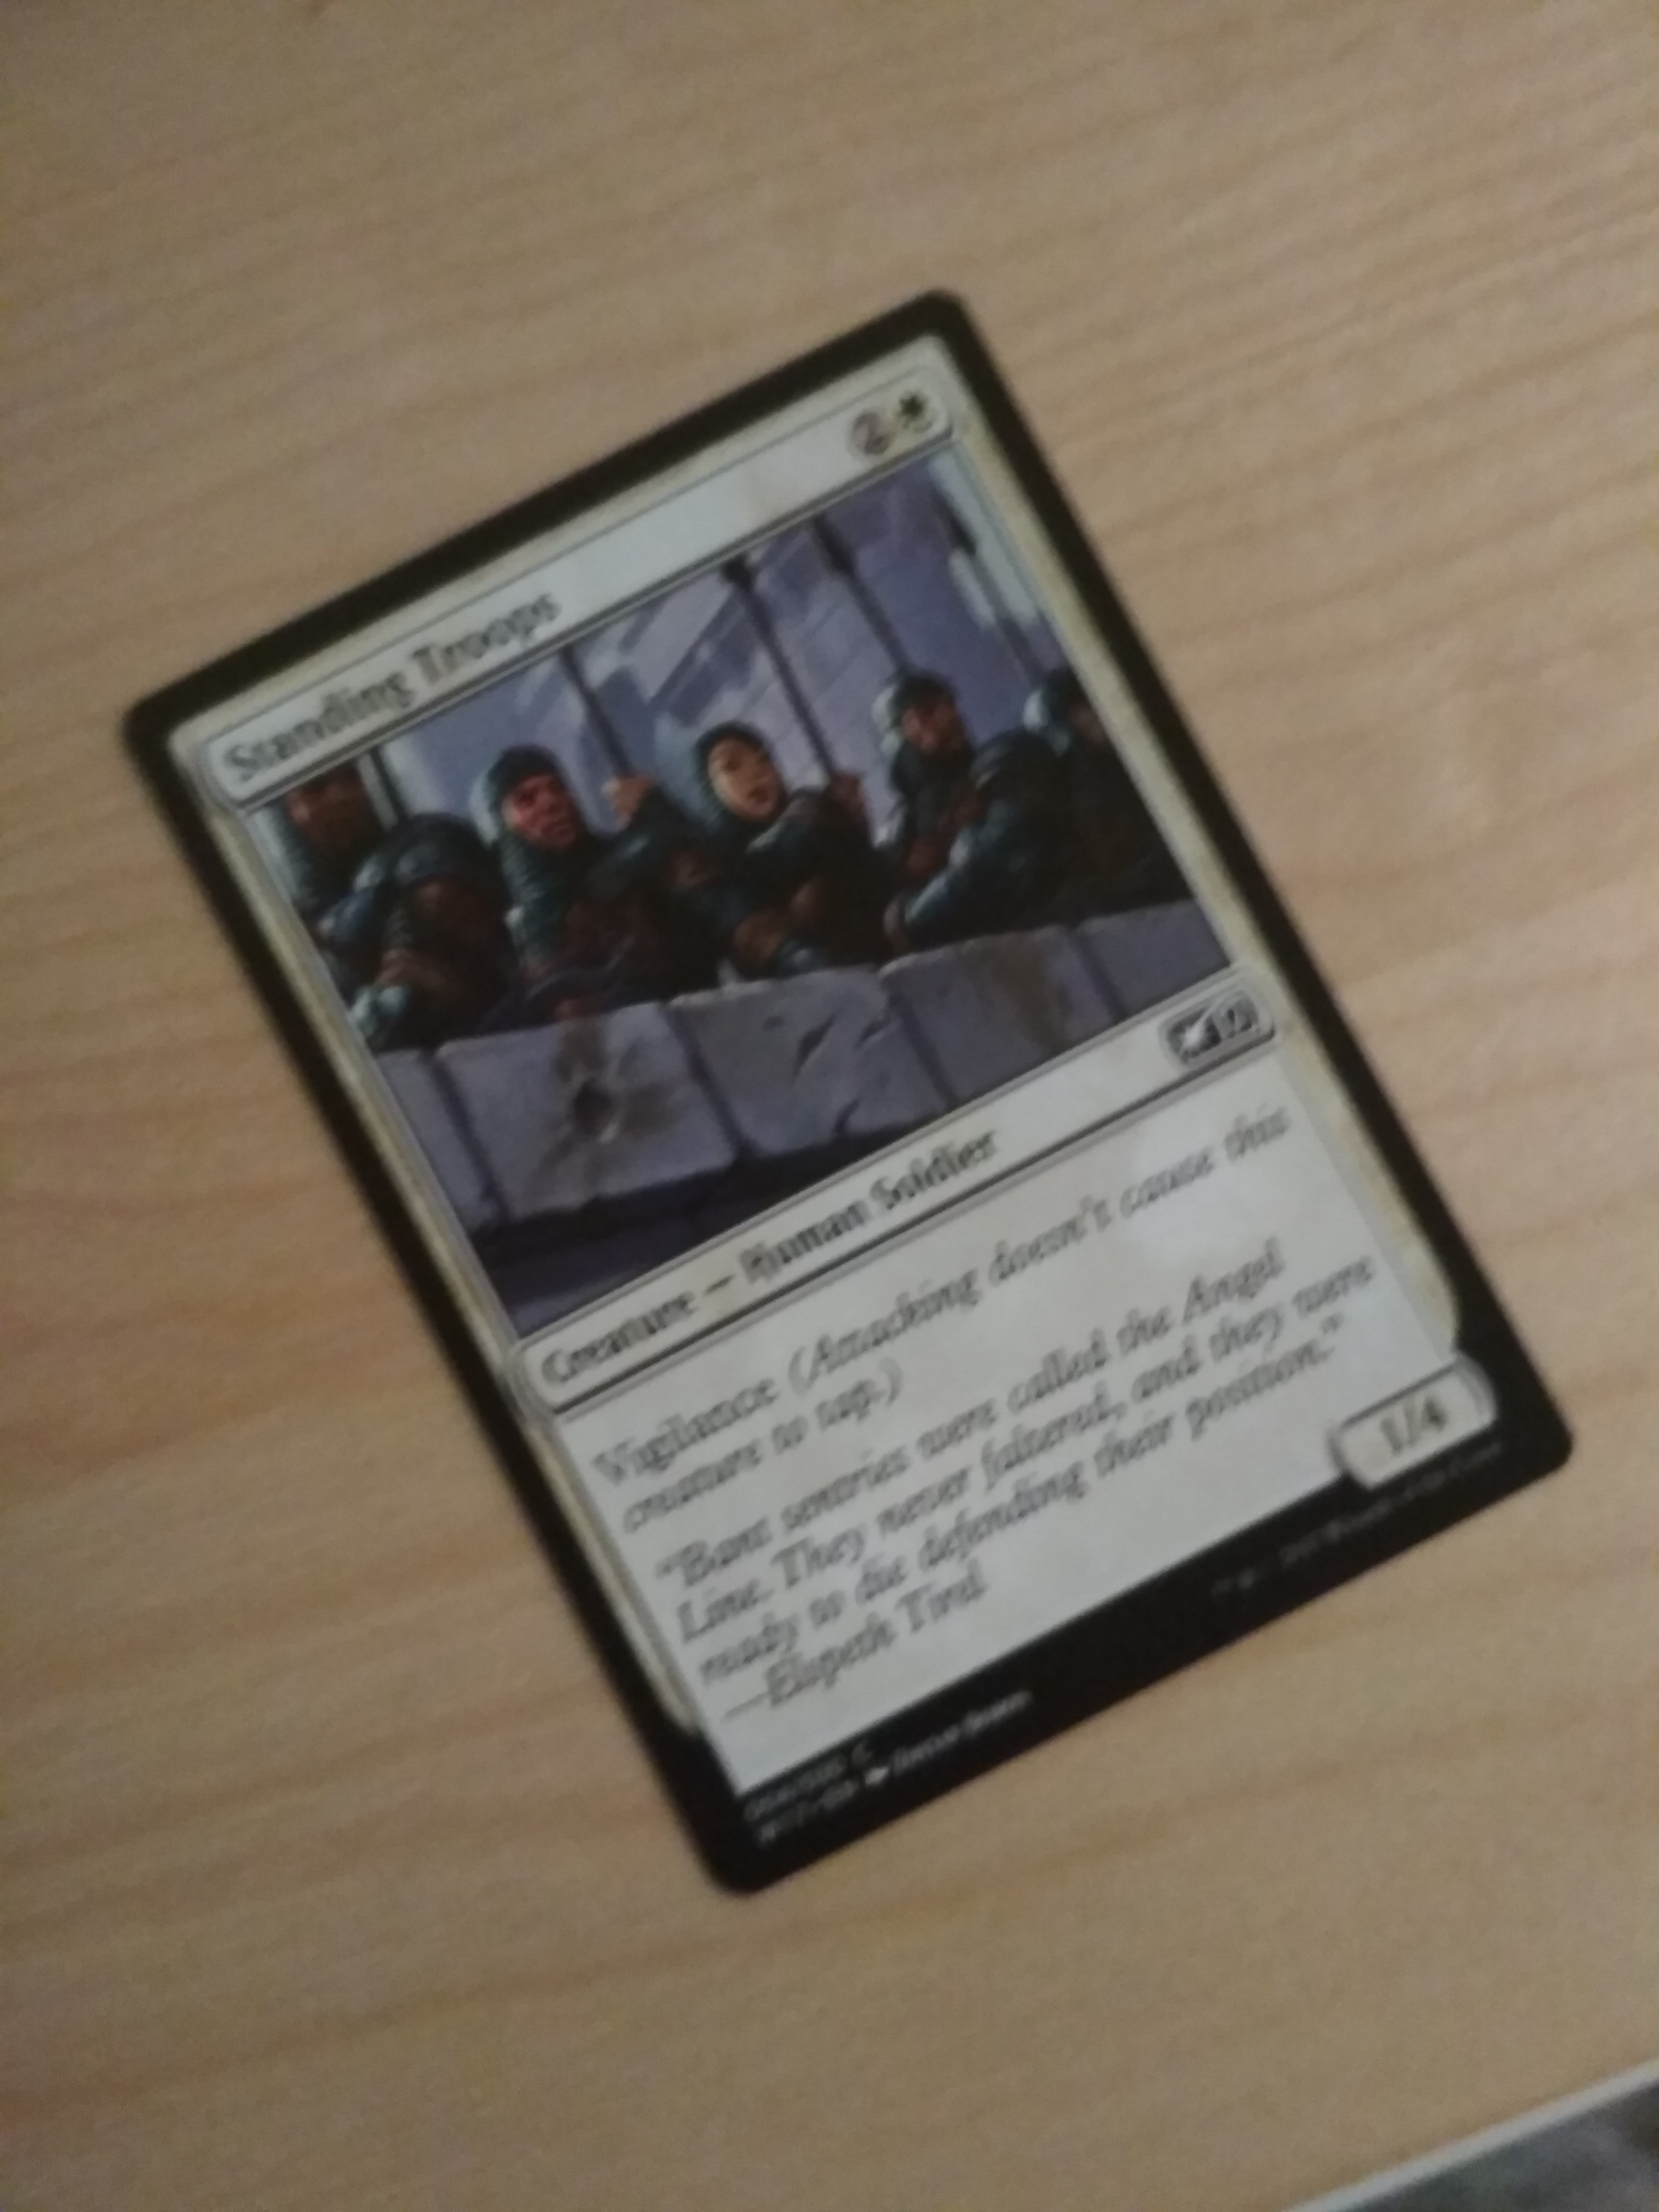 Standing Troops 2
Creature — Human Soldier
Vigilance (Attacking doesn't cause this
creature to tap.)
"Bant sentries were called the Angel
Line. They never faltered, and they were
ready to die defending their position."
—Elspeth Tirel
1/4